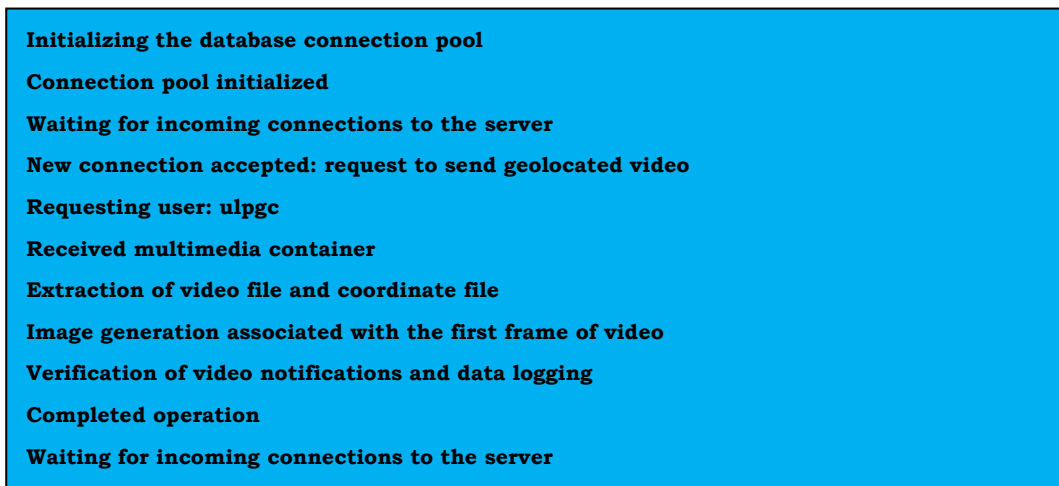 Initializing the database connection pool
Connection pool initialized
Waiting for incoming connections to the server
New connection accepted: request to send geolocated video
Requesting user: ulpgc
Received multimedia container
Extraction of video file and coordinate file
Image generation associated with the first frame of video
Verification of video notifications and data logging
Completed operation
Waiting for incoming connections to the server